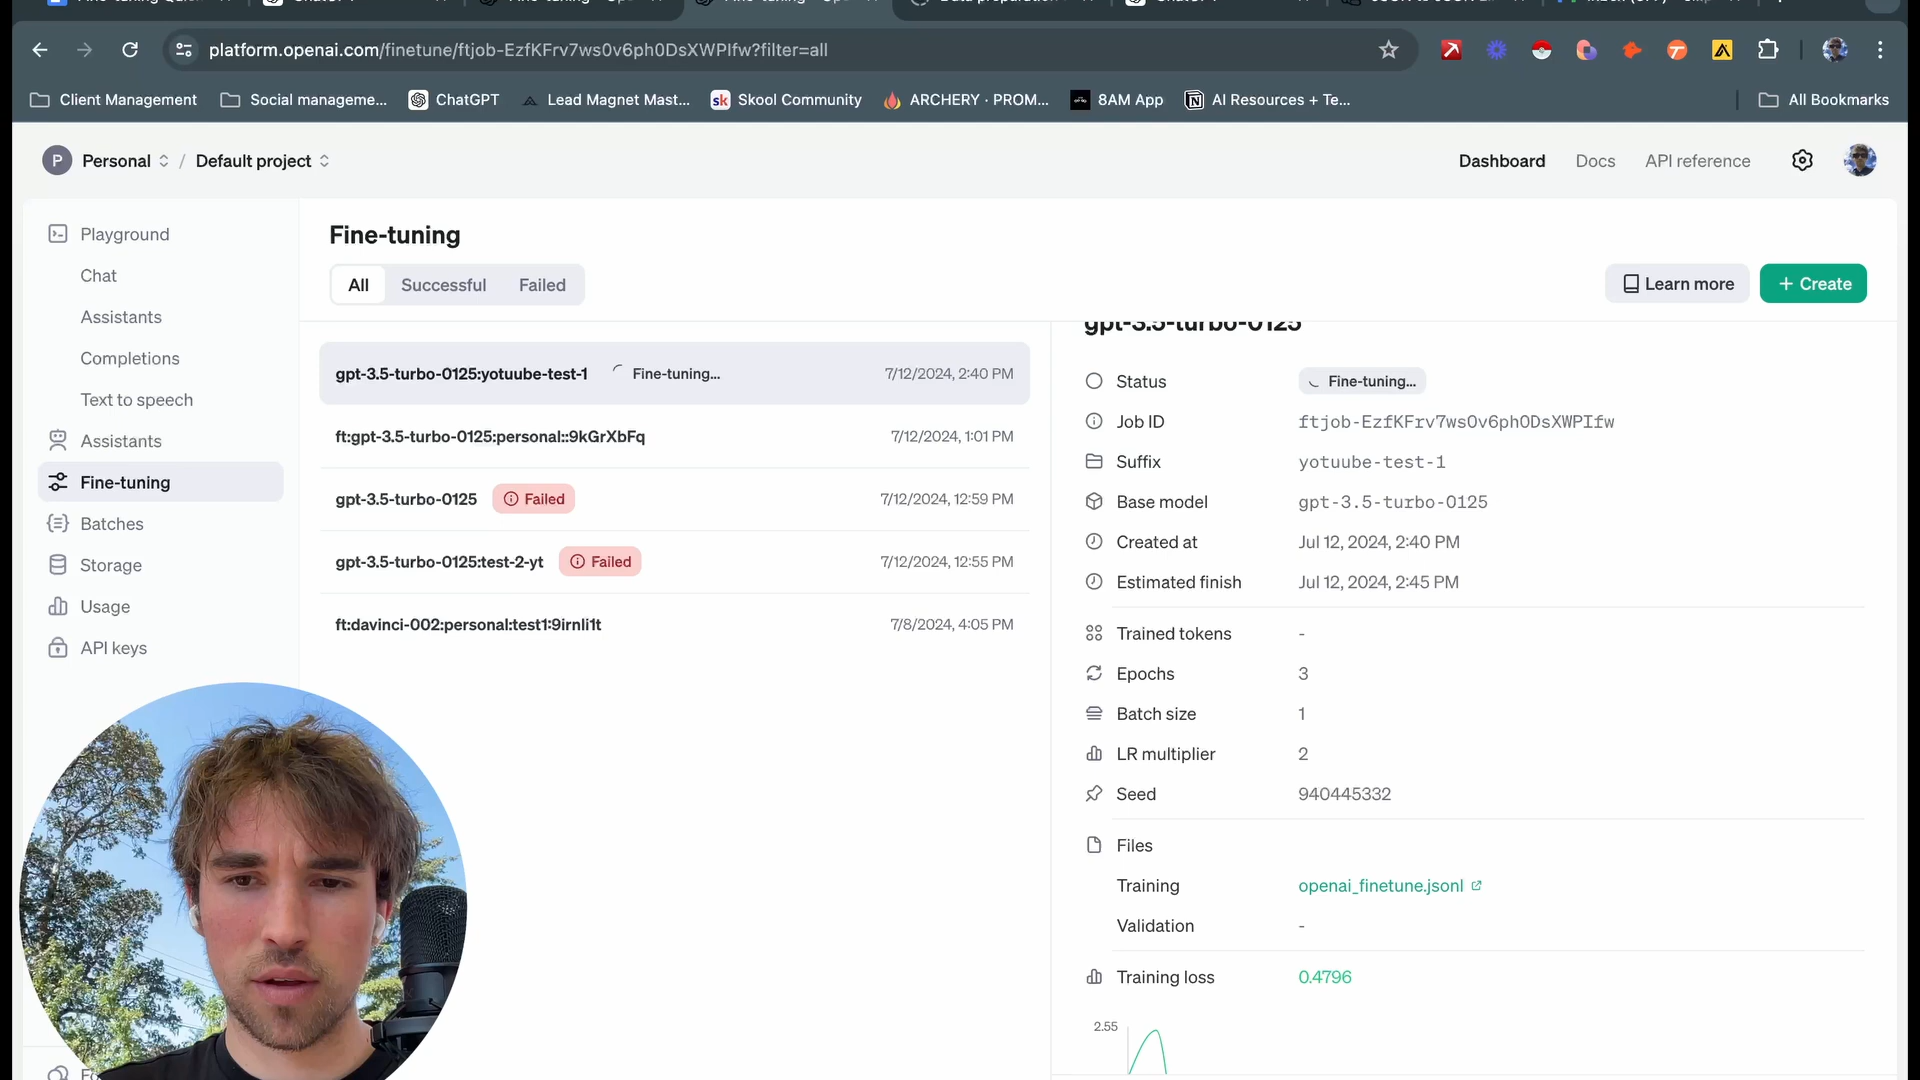 platform.openai.com/finetune/ftjob-EzfKFrv7ws0v6ph0DsXWPIfw?filter=all
Client Management
Social manageme...
ChatGPT
Lead Magnet Mast...
sk
Skool Community
ARCHERY · PROM...
8AM App
AI Resources + Te...
All Bookmarks
P
Personal / Default project
Dashboard
Docs
API reference
Playground
Chat
Assistants
Completions
Text to speech
Assistants
Fine-tuning
Batches
Storage
Usage
API keys
Fine-tuning
All
Successful
Failed
Learn more
+ Create
gpt-3.5-turbo-0125:yotuube-test-1 Fine-tuning... 7/12/2024, 2:40 PM
ft:gpt-3.5-turbo-0125:personal::9kGrXbFq 7/12/2024, 1:01 PM
gpt-3.5-turbo-0125 Failed 7/12/2024, 12:59 PM
gpt-3.5-turbo-0125:test-2-yt Failed 7/12/2024, 12:55 PM
ft:davinci-002:personal:test1:9irnli1t 7/8/2024, 4:05 PM
gpt-3.5-turbo-0125
Status Fine-tuning...
Job ID ftjob-EzfKFrv7ws0v6ph0DsXWPIfw
Suffix yotuube-test-1
Base model gpt-3.5-turbo-0125
Created at Jul 12, 2024, 2:40 PM
Estimated finish Jul 12, 2024, 2:45 PM
Trained tokens -
Epochs 3
Batch size 1
LR multiplier 2
Seed 940445332
Files
Training openai_finetune.jsonl
Validation -
Training loss 0.4796
2.55